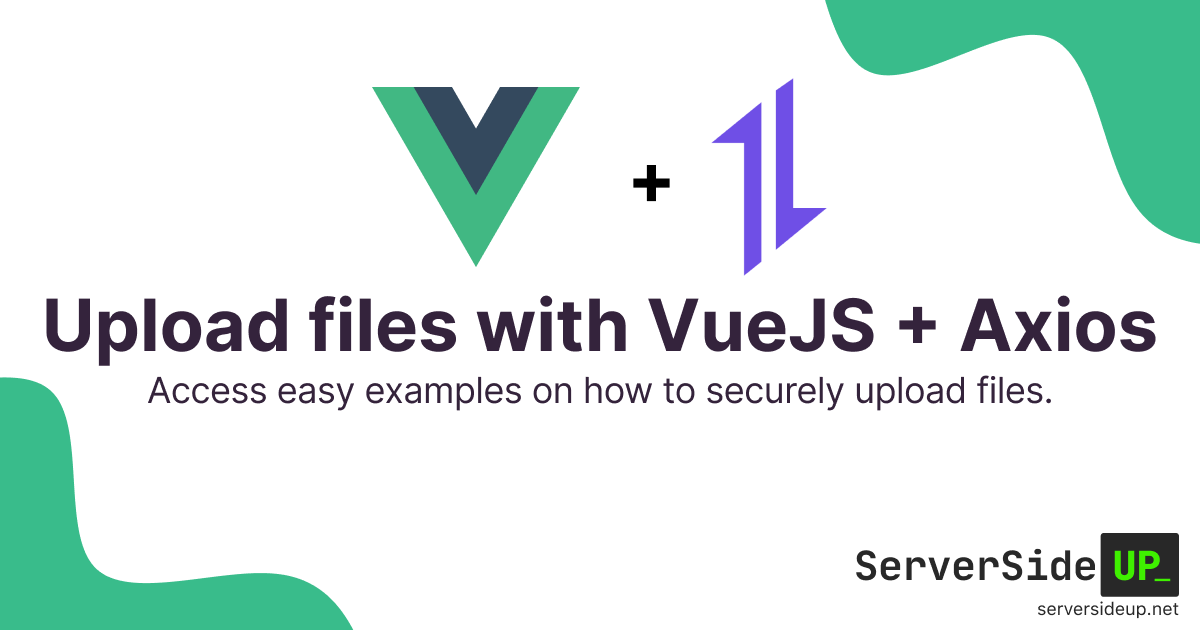 +
Upload files with VueJS + Axios
Access easy examples on how to securely upload files.
ServerSide UP_
serversideup.net